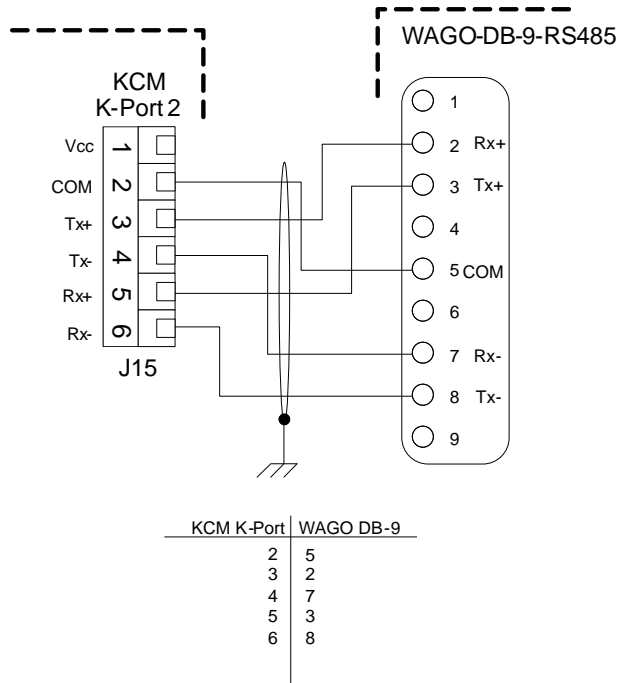 WAGO-DB-9-RS485
KCM
K-Port 2
Vcc 1
COM 2
Tx+ 3
Tx- 4
Rx+ 5
Rx- 6
J15
1
2 Rx+
3 Tx+
4
5 COM
6
7 Rx-
8 Tx-
9
KCM K-Port WAGO DB-9
2 5
3 2
4 7
5 3
6 8